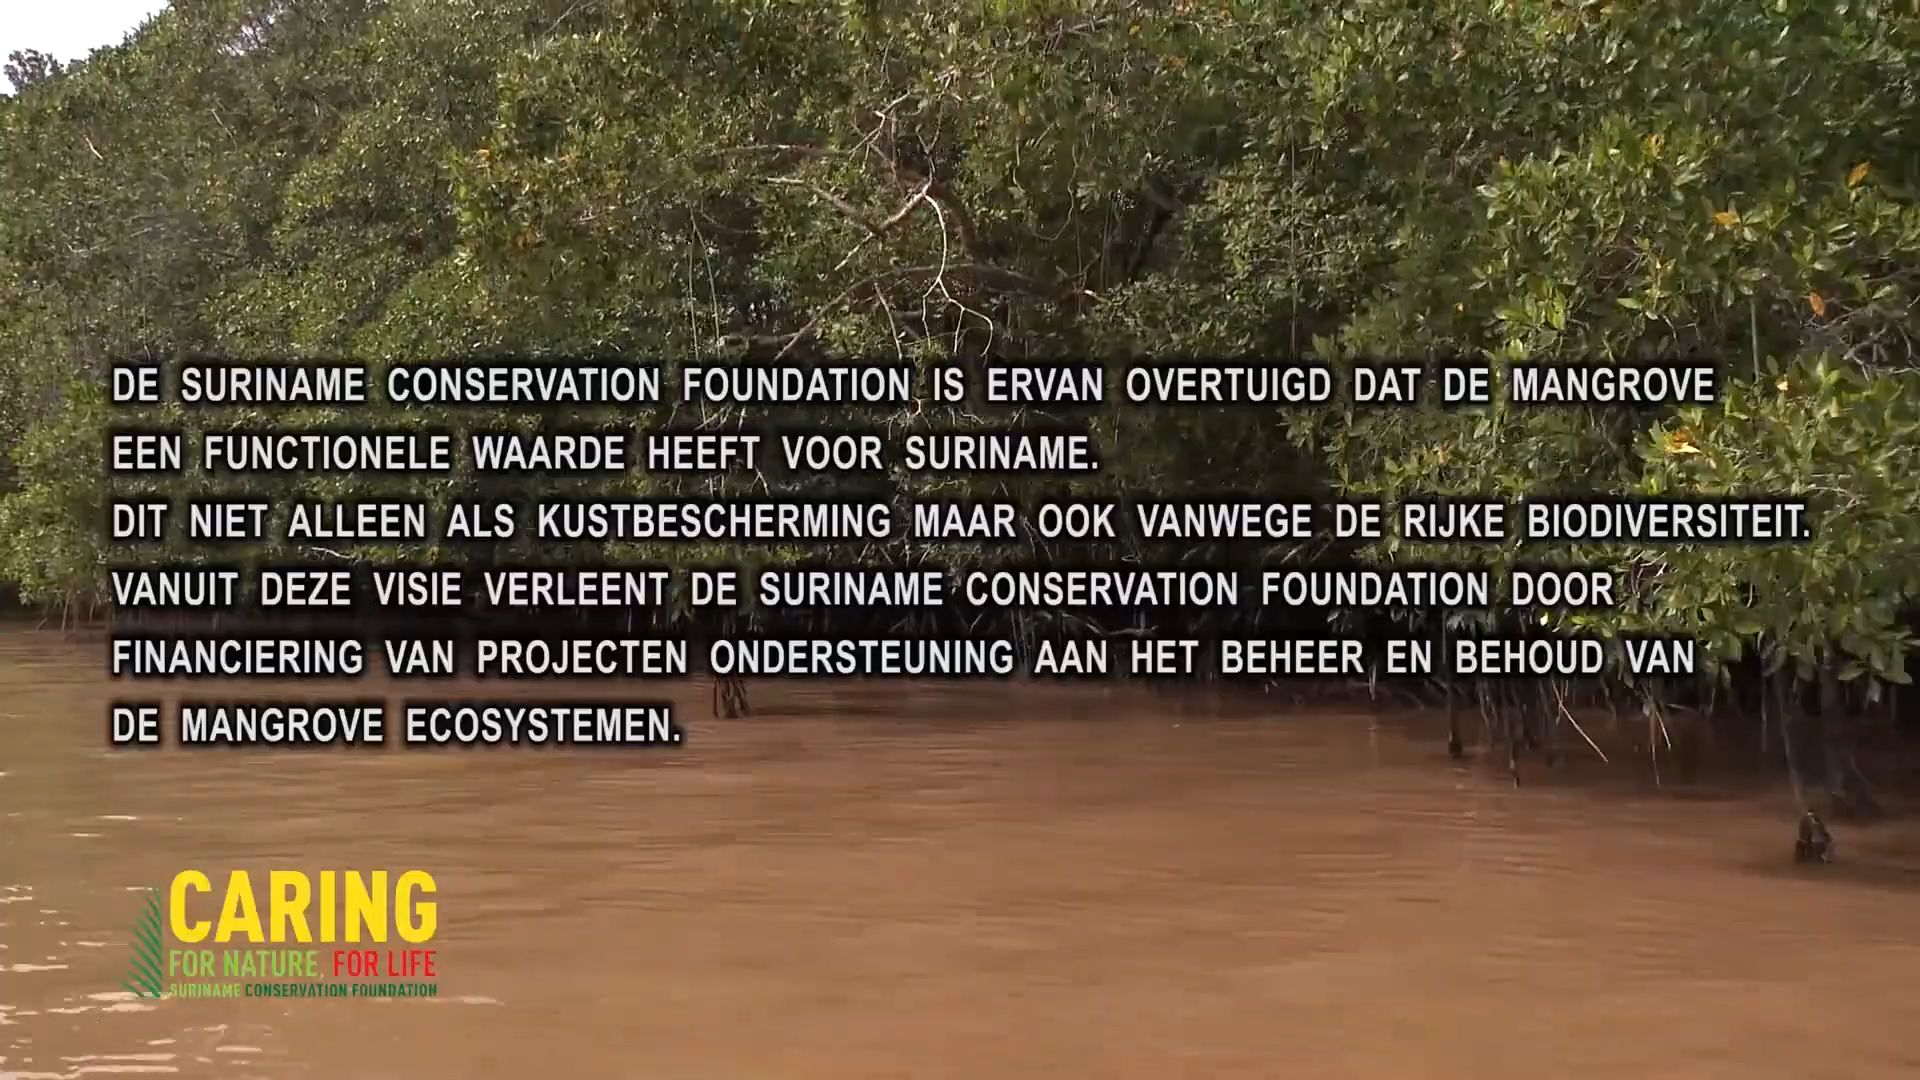 DE SURINAME CONSERVATION FOUNDATION IS ERVAN OVERTUIGD DAT DE MANGROVE
EEN FUNCTIONELE WAARDE HEEFT VOOR SURINAME.
DIT NIET ALLEEN ALS KUSTBESCHERMING MAAR OOK VANWEGE DE RIJKE BIODIVERSITEIT.
VANUIT DEZE VISIE VERLEENT DE SURINAME CONSERVATION FOUNDATION DOOR
FINANCIERING VAN PROJECTEN ONDERSTEUNING AAN HET BEHEER EN BEHOUD VAN
DE MANGROVE ECOSYSTEMEN.
CARING
FOR NATURE, FOR LIFE
SURINAME CONSERVATION FOUNDATION